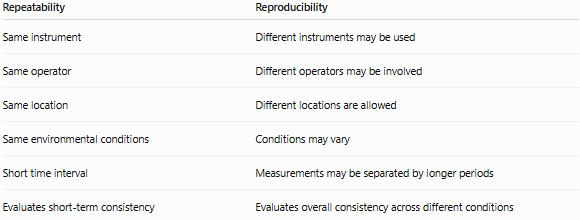 Repeatability Reproducibility
Same instrument Different instruments may be used
Same operator Different operators may be involved
Same location Different locations are allowed
Same environmental conditions Conditions may vary
Short time interval Measurements may be separated by longer periods
Evaluates short-term consistency Evaluates overall consistency across different conditions